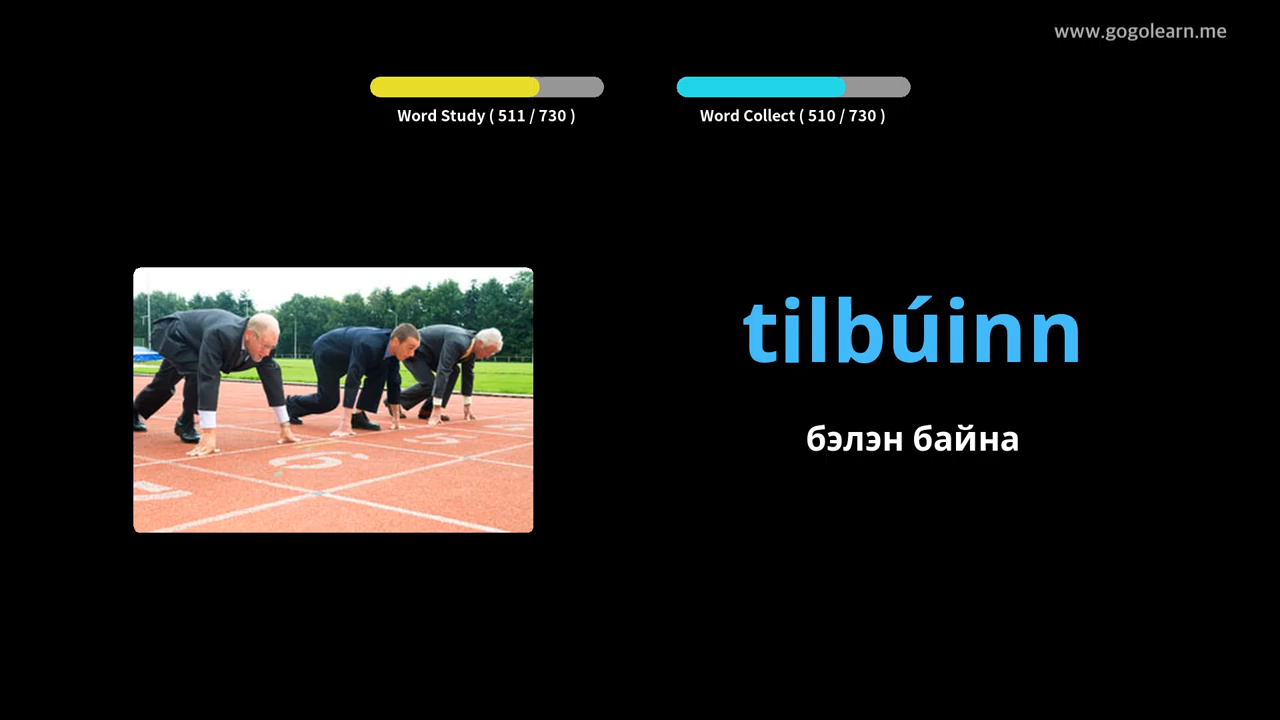 www.gogolearn.me
Word Study ( 511 / 730 )
Word Collect ( 510 / 730 )
tilbúinn
бэлэн байна